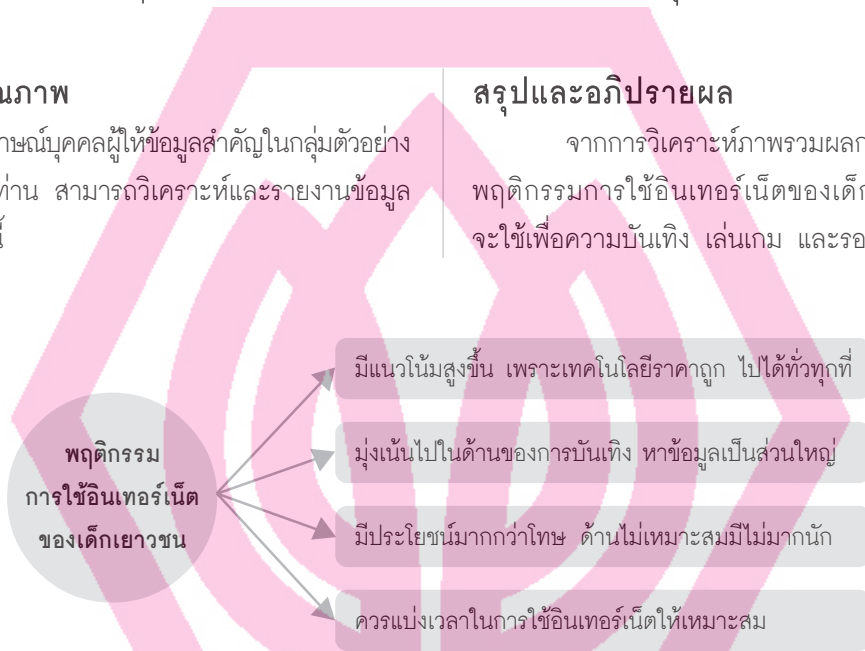 ณภาพ
าษณ์บุคคลผู้ให้ข้อมูลสำคัญในกลุ่มตัวอย่าง
ท่าน สามารถวิเคราะห์และรายงานข้อมูล
สรุปและอภิปรายผล
จากการวิเคราะห์ภาพรวมผลก
พฤติกรรมการใช้อินเทอร์เน็ตของเด็ก
จะใช้เพื่อความบันเทิง เล่นเกม และรอ
พฤติกรรม
การใช้อินเทอร์เน็ต
ของเด็กเยาวชน
มีแนวโน้มสูงขึ้น เพราะเทคโนโลยีราคาถูก ไปได้ทั่วทุกที่
มุ่งเน้นไปในด้านของการบันเทิง หาข้อมูลเป็นส่วนใหญ่
มีประโยชน์มากกว่าโทษ ด้านไม่เหมาะสมมีไม่มากนัก
ควรแบ่งเวลาในการใช้อินเทอร์เน็ตให้เหมาะสม